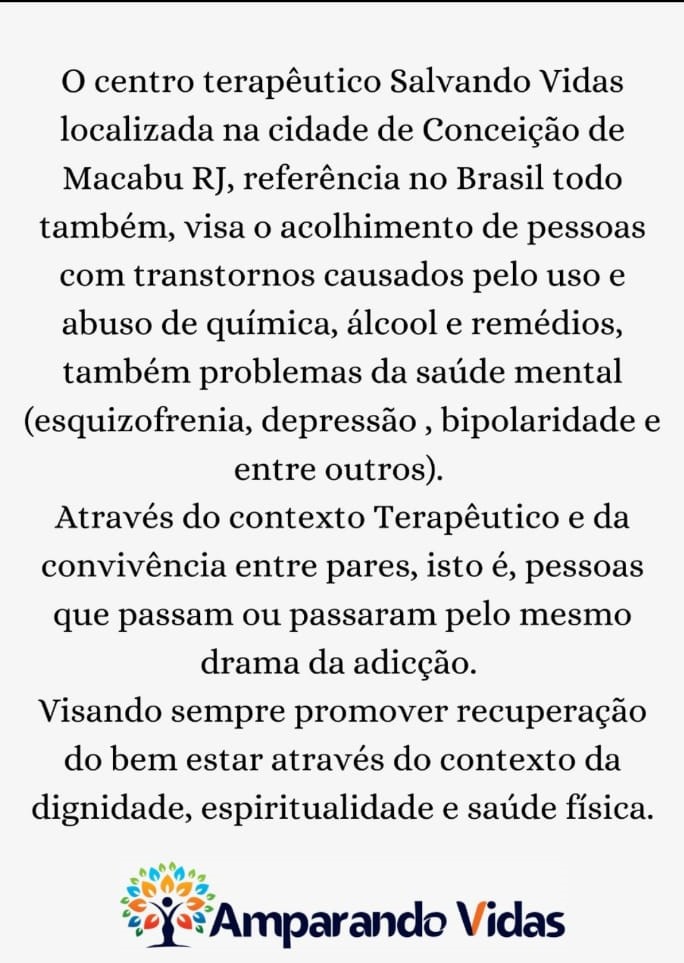 O centro terapêutico Salvando Vidas
localizada na cidade de Conceição de
Macabu RJ, referência no Brasil todo
também, visa o acolhimento de pessoas
com transtornos causados pelo uso e
abuso de química, álcool e remédios,
também problemas da saúde mental
(esquizofrenia, depressão , bipolaridade e
entre outros).
Através do contexto Terapêutico e da
convivência entre pares, isto é, pessoas
que passam ou passaram pelo mesmo
drama da adicção.
Visando sempre promover recuperação
do bem estar através do contexto da
dignidade, espiritualidade e saúde física.
Amparando Vidas